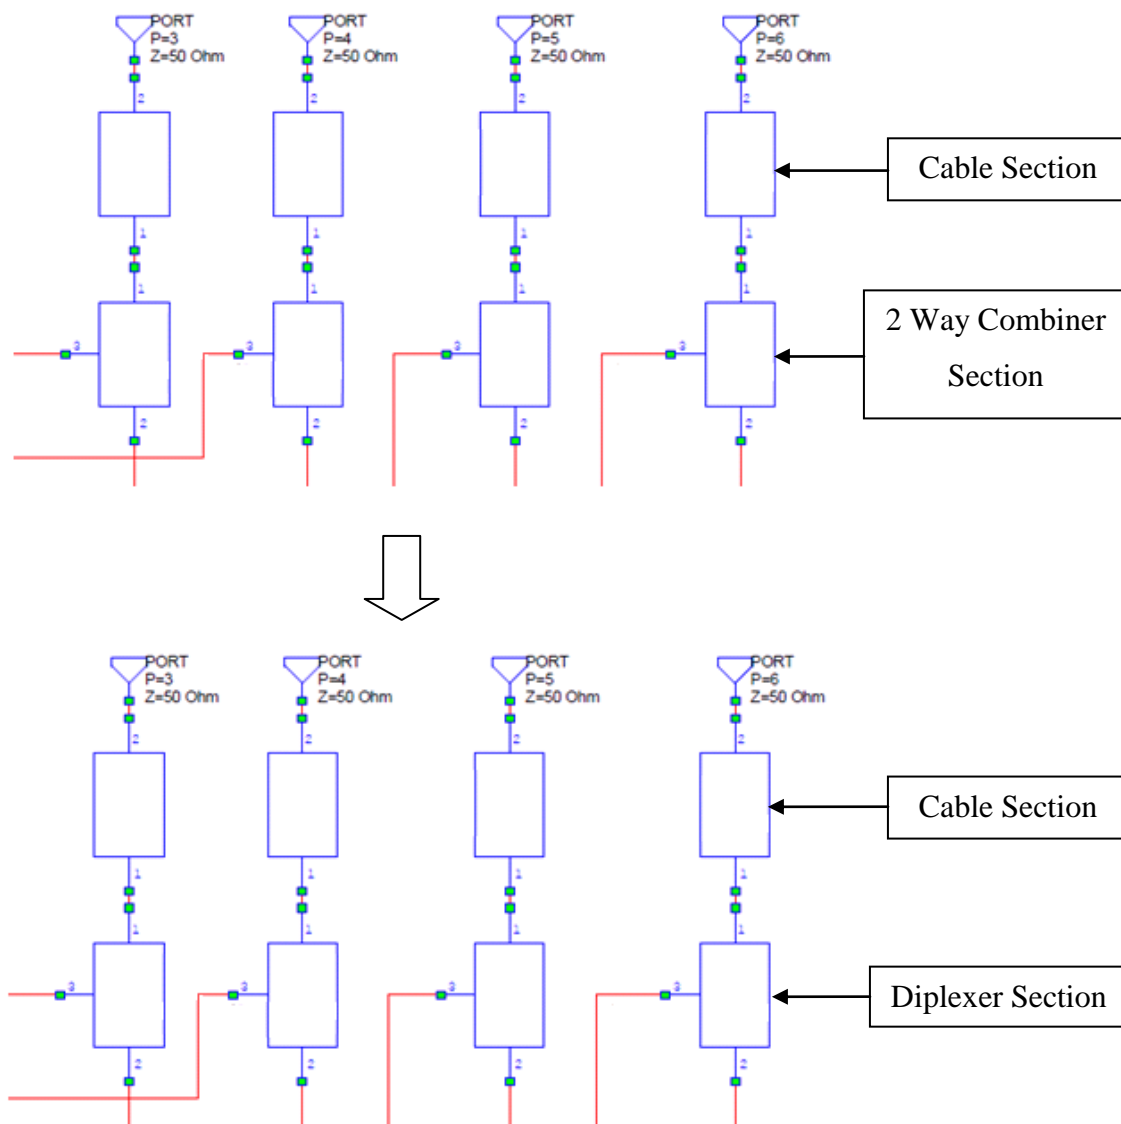 PORT
P=3
Z=50 Ohm
PORT
P=4
Z=50 Ohm
PORT
P=5
Z=50 Ohm
PORT
P=6
Z=50 Ohm
2 2 2 2
Cable Section
1 1 1 1
1 1 1 1
3 3 3 3
2 Way Combiner
Section
2 2 2 2
PORT
P=3
Z=50 Ohm
PORT
P=4
Z=50 Ohm
PORT
P=5
Z=50 Ohm
PORT
P=6
Z=50 Ohm
2 2 2 2
Cable Section
1 1 1 1
1 1 1 1
3 3 3 3
Diplexer Section
2 2 2 2